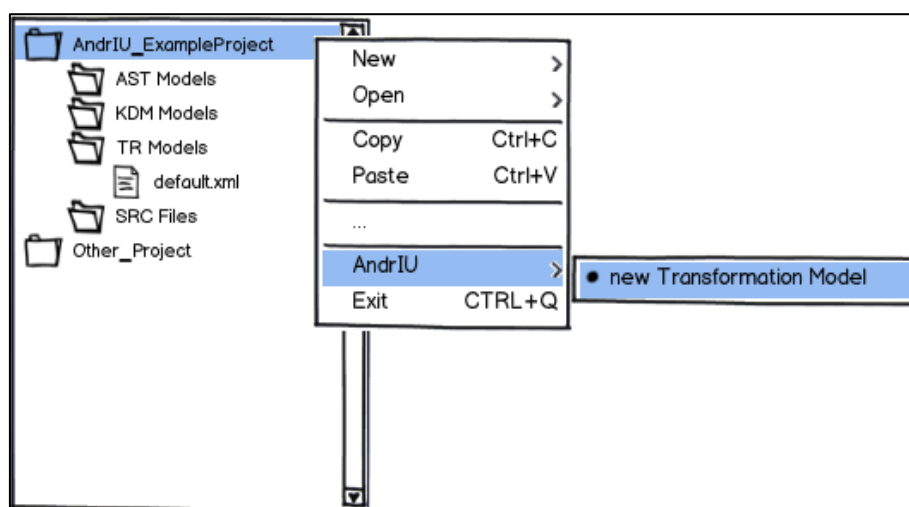 AndrIU_ExampleProject
AST Models
KDM Models
TR Models
default.xml
SRC Files
Other_Project
New
Open
Copy Ctrl+C
Paste Ctrl+V
...
AndrIU
Exit CTRL+Q
new Transformation Model